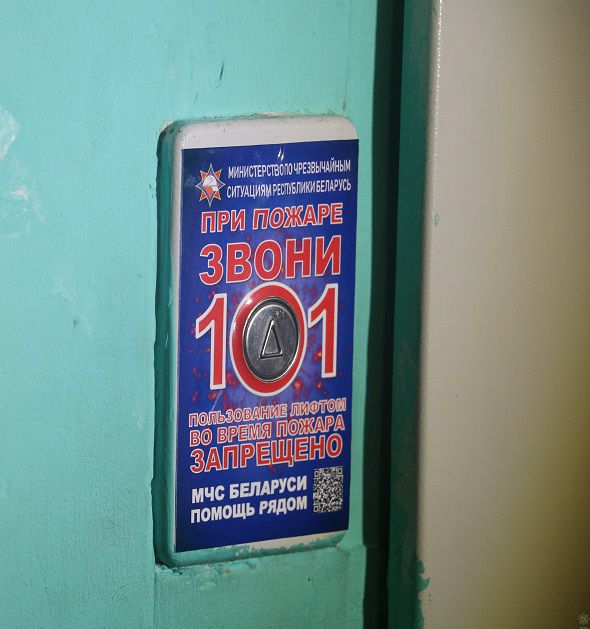 МИНИСТЕРСТВО ПО ЧРЕЗВЫЧАЙНЫМ
СИТУАЦИЯМ РЕСПУБЛИКИ БЕЛАРУСЬ
ПРИ ПОЖАРЕ
ЗВОНИ
101
ПОЛЬЗОВАНИЕ ЛИФТОМ
ВО ВРЕМЯ ПОЖАРА
ЗАПРЕЩЕНО
МЧС БЕЛАРУСИ
ПОМОЩЬ РЯДОМ